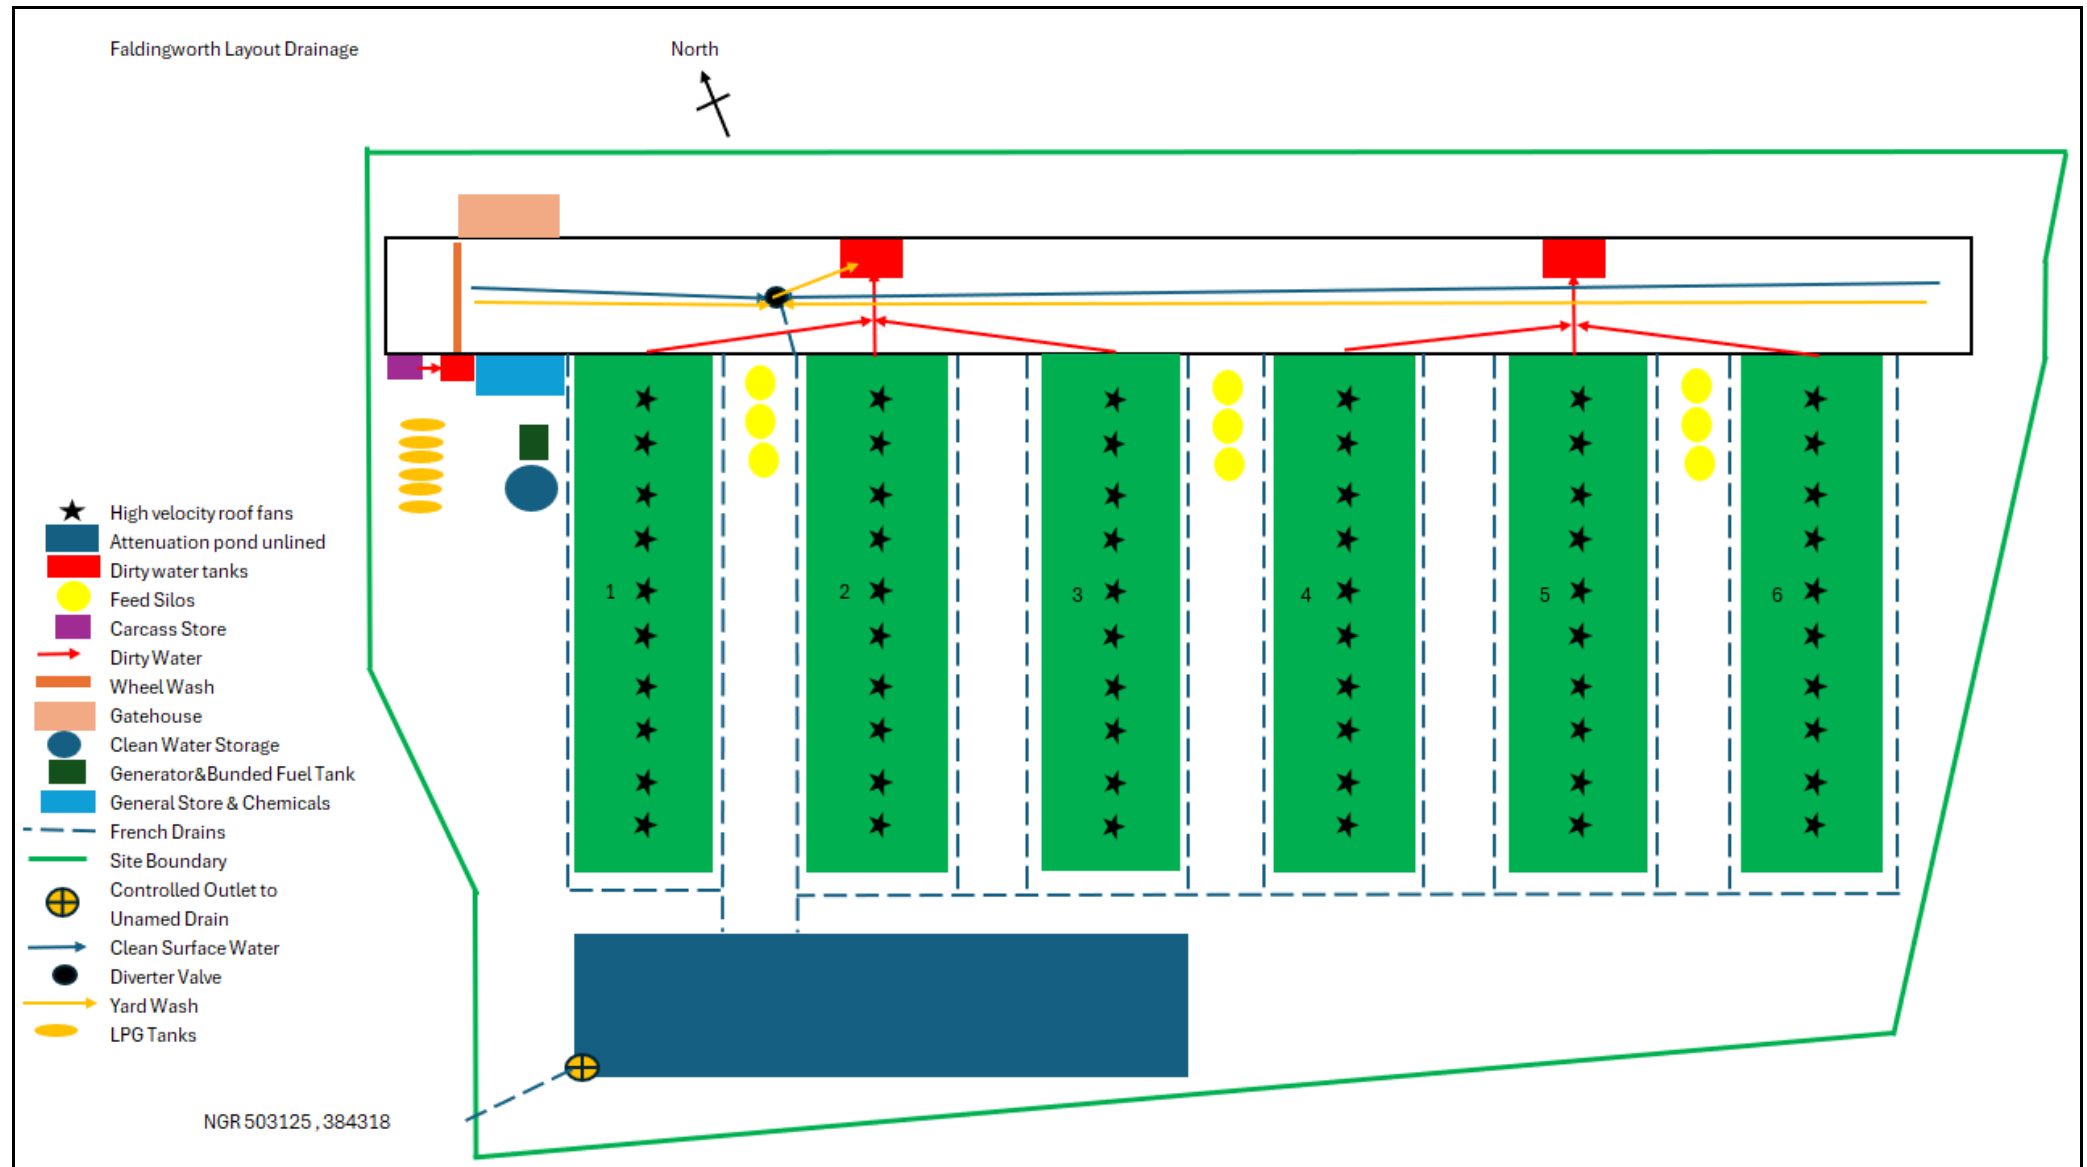 Faldingworth Layout Drainage
North
1
2
3
4
5
6
High velocity roof fans
Attenuation pond unlined
Dirty water tanks
Feed Silos
Carcass Store
Dirty Water
Wheel Wash
Gatehouse
Clean Water Storage
Generator&Bunded Fuel Tank
General Store & Chemicals
French Drains
Site Boundary
Controlled Outlet to
Unamed Drain
Clean Surface Water
Diverter Valve
Yard Wash
LPG Tanks
NGR 503125 , 384318